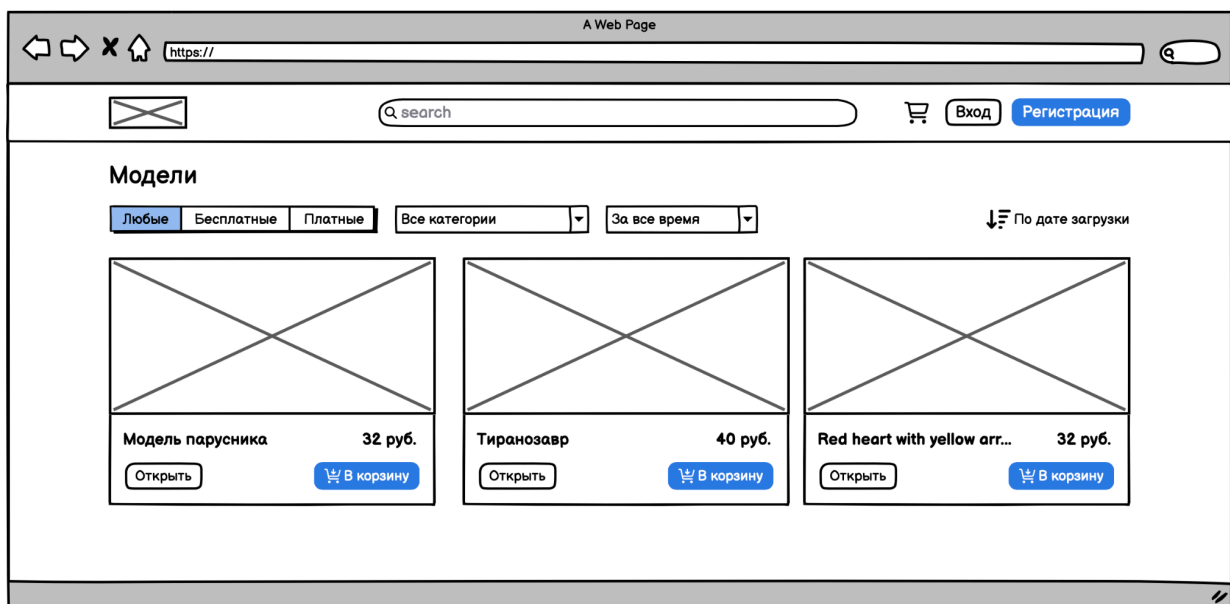 A Web Page
https://
search
Вход
Регистрация
Модели
Любые Бесплатные Платные Все категории За все время По дате загрузки
Модель парусника 32 руб. Тиранозавр 40 руб. Red heart with yellow arr... 32 руб.
Открыть В корзину Открыть В корзину Открыть В корзину